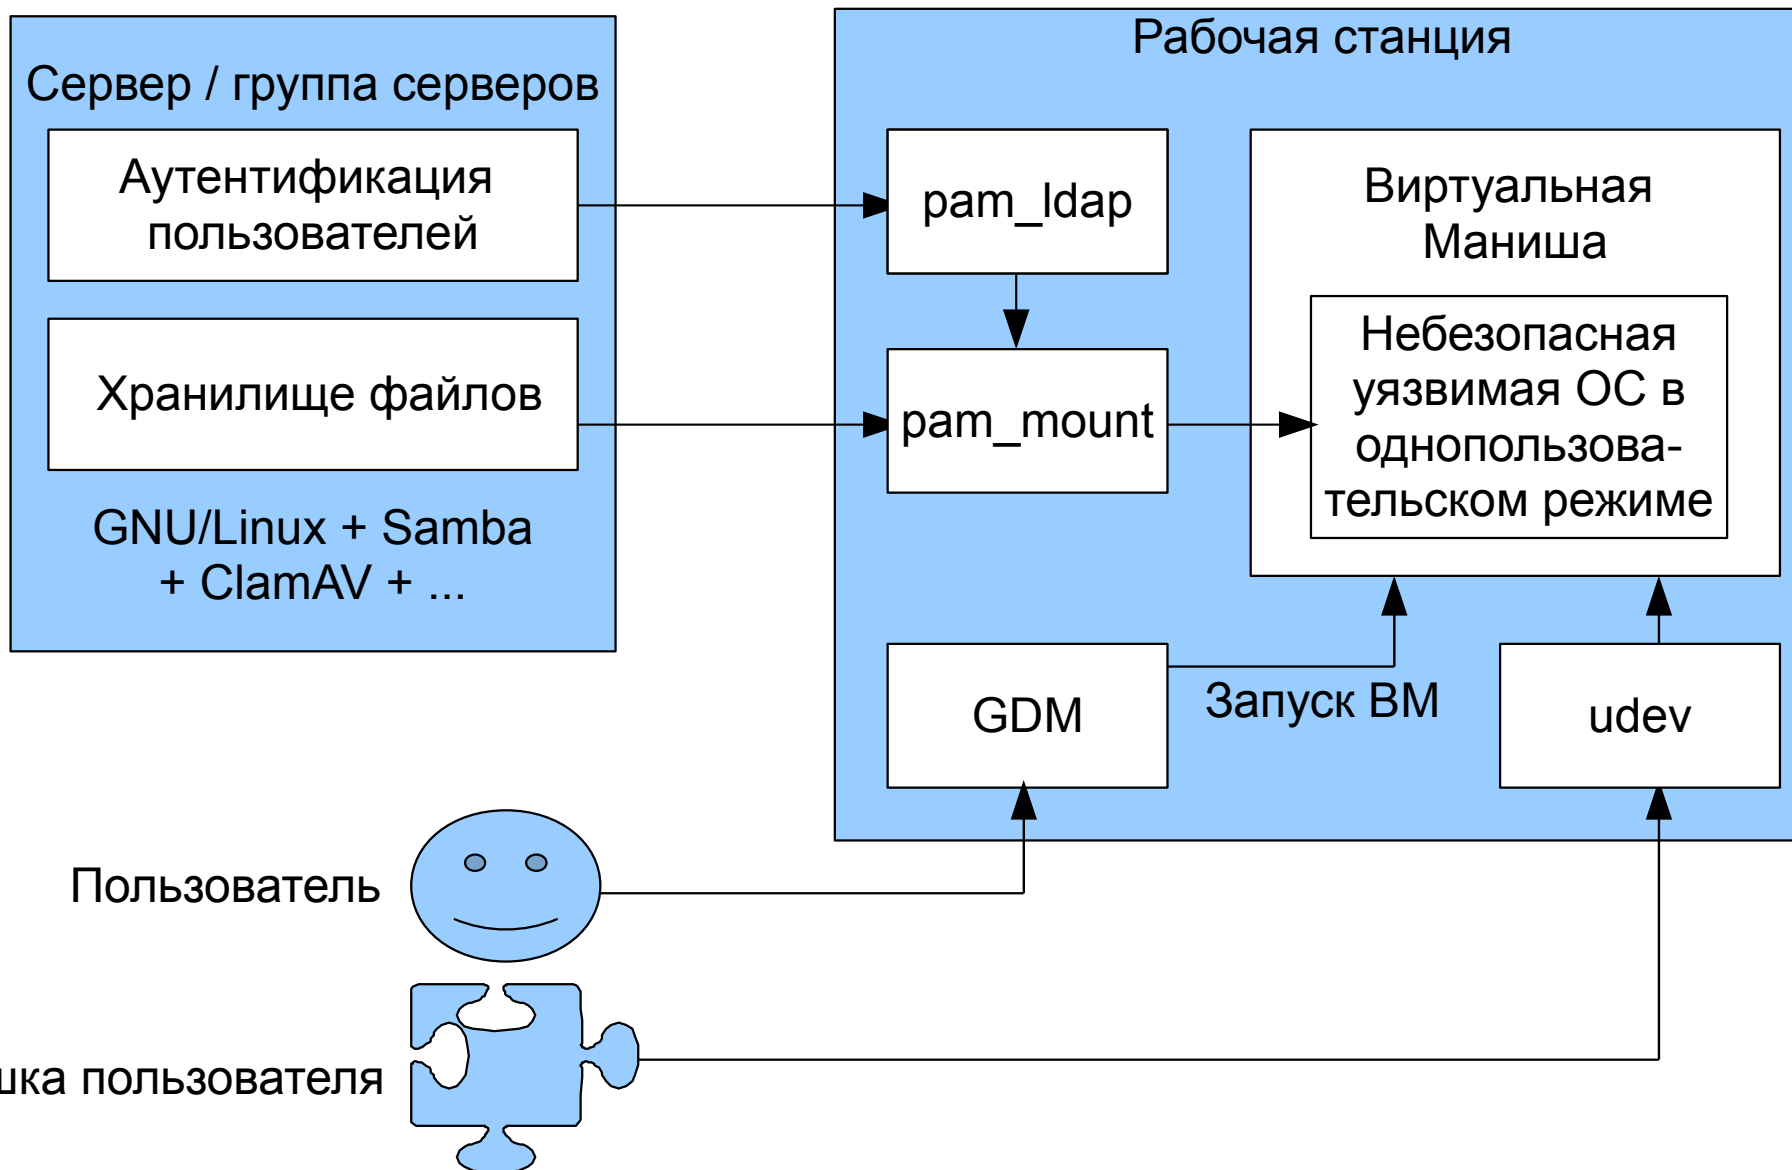 Сервер / группа серверов
Аутентификация
пользователей
Хранилище файлов
GNU/Linux + Samba
+ ClamAV + ...
Рабочая станция
pam_ldap
pam_mount
Виртуальная
Маниша
Небезопасная
уязвимая ОС в
однопользова-
тельском режиме
GDM
Запуск ВМ
udev
Пользователь
шка пользователя